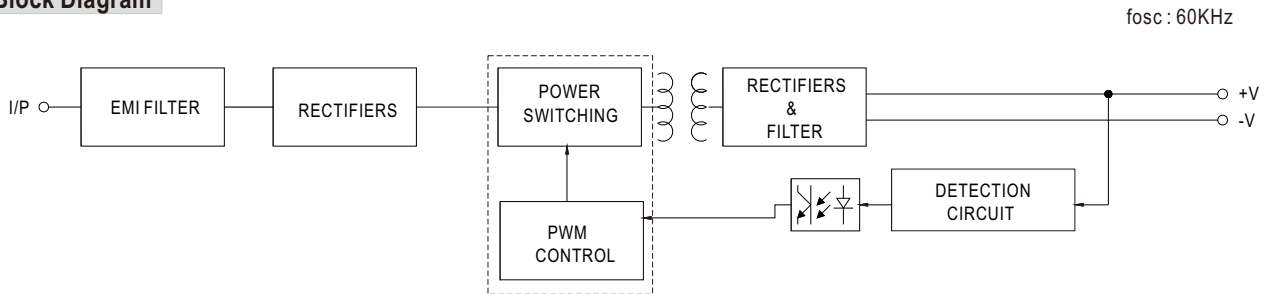 Block Diagram
fosc : 60KHz
I/P
EMI FILTER
RECTIFIERS
POWER
SWITCHING
RECTIFIERS
&
FILTER
+V
-V
DETECTION
CIRCUIT
PWM
CONTROL